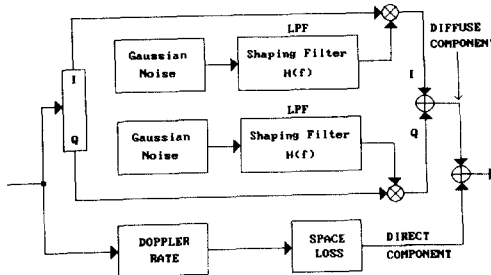 LPF
DIFFUSE
COMPONENT
I
Gaussian
Noise
Shaping Filter
H(f)
I
LPF
Q
Q
Gaussian
Noise
Shaping Filter
H(f)
DOPPLER
RATE
SPACE
LOSS
DIRECT
COMPONENT